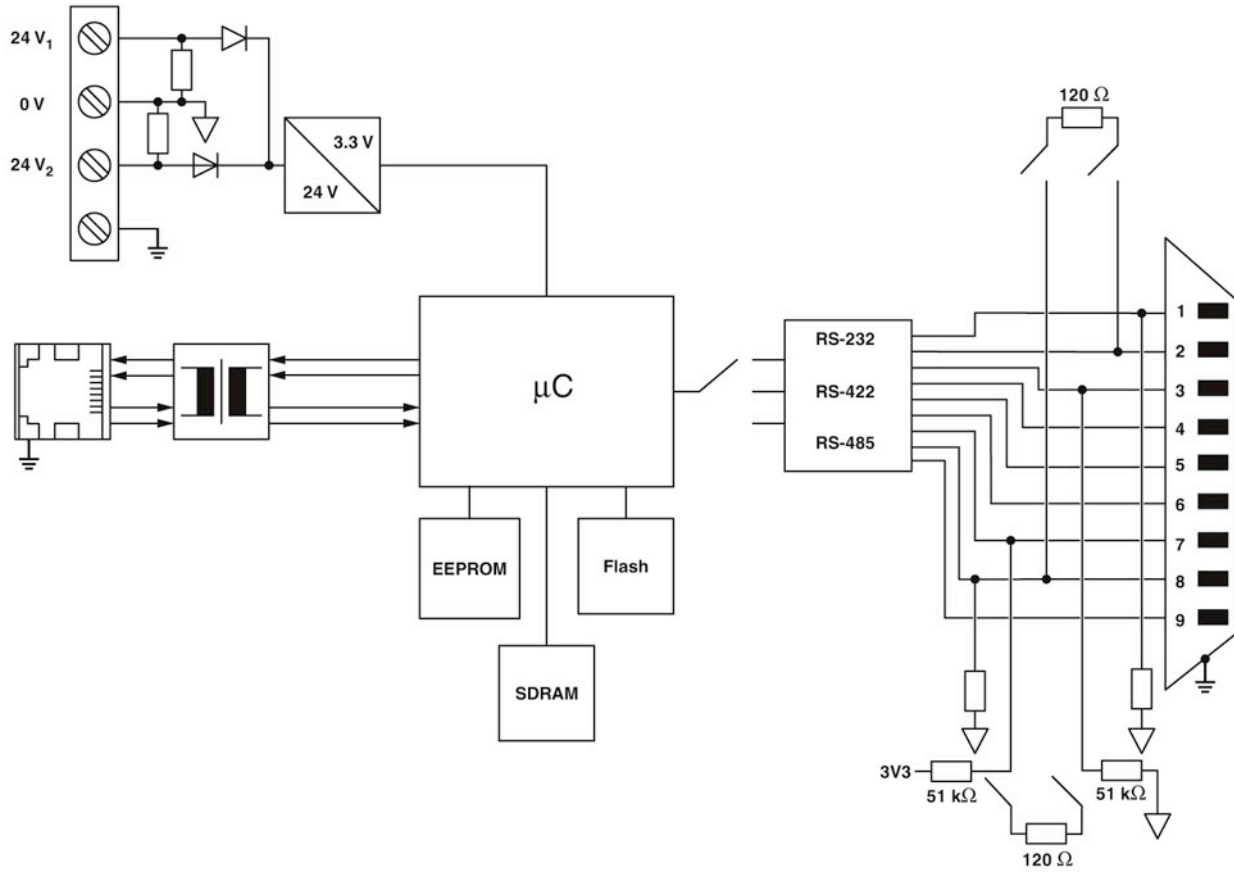 24 V1
0 V
24 V2
3.3 V
24 V
120 Ω
μC
RS-232
RS-422
RS-485
1
2
3
4
5
6
7
8
9
EEPROM
Flash
SDRAM
3V3
51 kΩ
51 kΩ
120 Ω